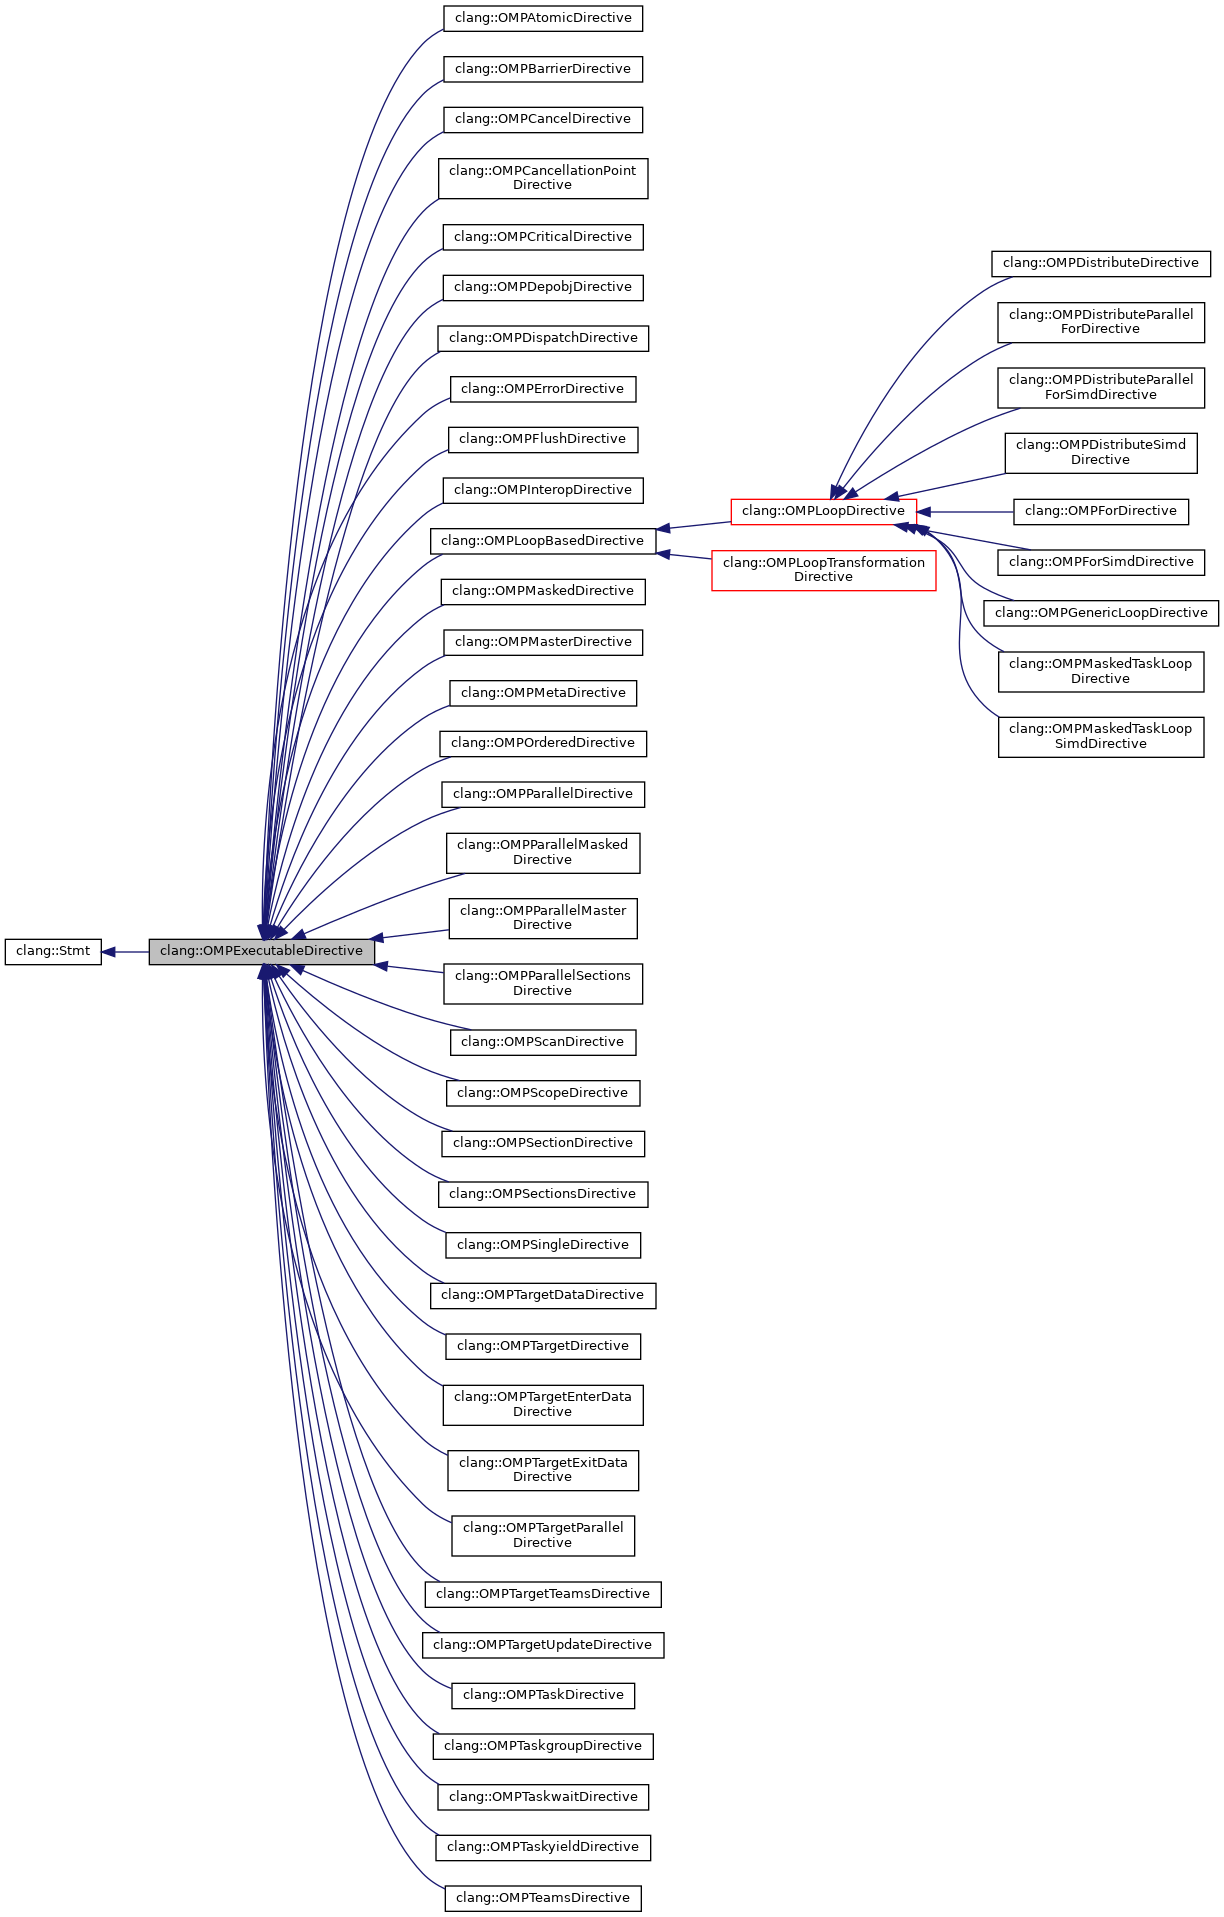 clang::Stmt
clang::OMPExecutableDirective
clang::OMPAtomicDirective
clang::OMPBarrierDirective
clang::OMPCancelDirective
clang::OMPCancellationPoint
Directive
clang::OMPCriticalDirective
clang::OMPDepobjDirective
clang::OMPDispatchDirective
clang::OMPErrorDirective
clang::OMPFlushDirective
clang::OMPInteropDirective
clang::OMPLoopBasedDirective
clang::OMPMaskedDirective
clang::OMPMasterDirective
clang::OMPMetaDirective
clang::OMPOrderedDirective
clang::OMPParallelDirective
clang::OMPParallelMasked
Directive
clang::OMPParallelMaster
Directive
clang::OMPParallelSections
Directive
clang::OMPScanDirective
clang::OMPScopeDirective
clang::OMPSectionDirective
clang::OMPSectionsDirective
clang::OMPSingleDirective
clang::OMPTargetDataDirective
clang::OMPTargetDirective
clang::OMPTargetEnterData
Directive
clang::OMPTargetExitData
Directive
clang::OMPTargetParallel
Directive
clang::OMPTargetTeamsDirective
clang::OMPTargetUpdateDirective
clang::OMPTaskDirective
clang::OMPTaskgroupDirective
clang::OMPTaskwaitDirective
clang::OMPTaskyieldDirective
clang::OMPTeamsDirective
clang::OMPLoopDirective
clang::OMPLoopTransformation
Directive
clang::OMPDistributeDirective
clang::OMPDistributeParallel
ForDirective
clang::OMPDistributeParallel
ForSimdDirective
clang::OMPDistributeSimd
Directive
clang::OMPForDirective
clang::OMPForSimdDirective
clang::OMPGenericLoopDirective
clang::OMPMaskedTaskLoop
Directive
clang::OMPMaskedTaskLoop
SimdDirective